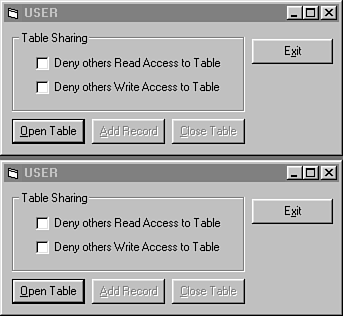 USER
Table Sharing
Deny others Read Access to Table
Deny others Write Access to Table
Exit
Open Table Add Record Close Table
USER
Table Sharing
Deny others Read Access to Table
Deny others Write Access to Table
Exit
Open Table Add Record Close Table